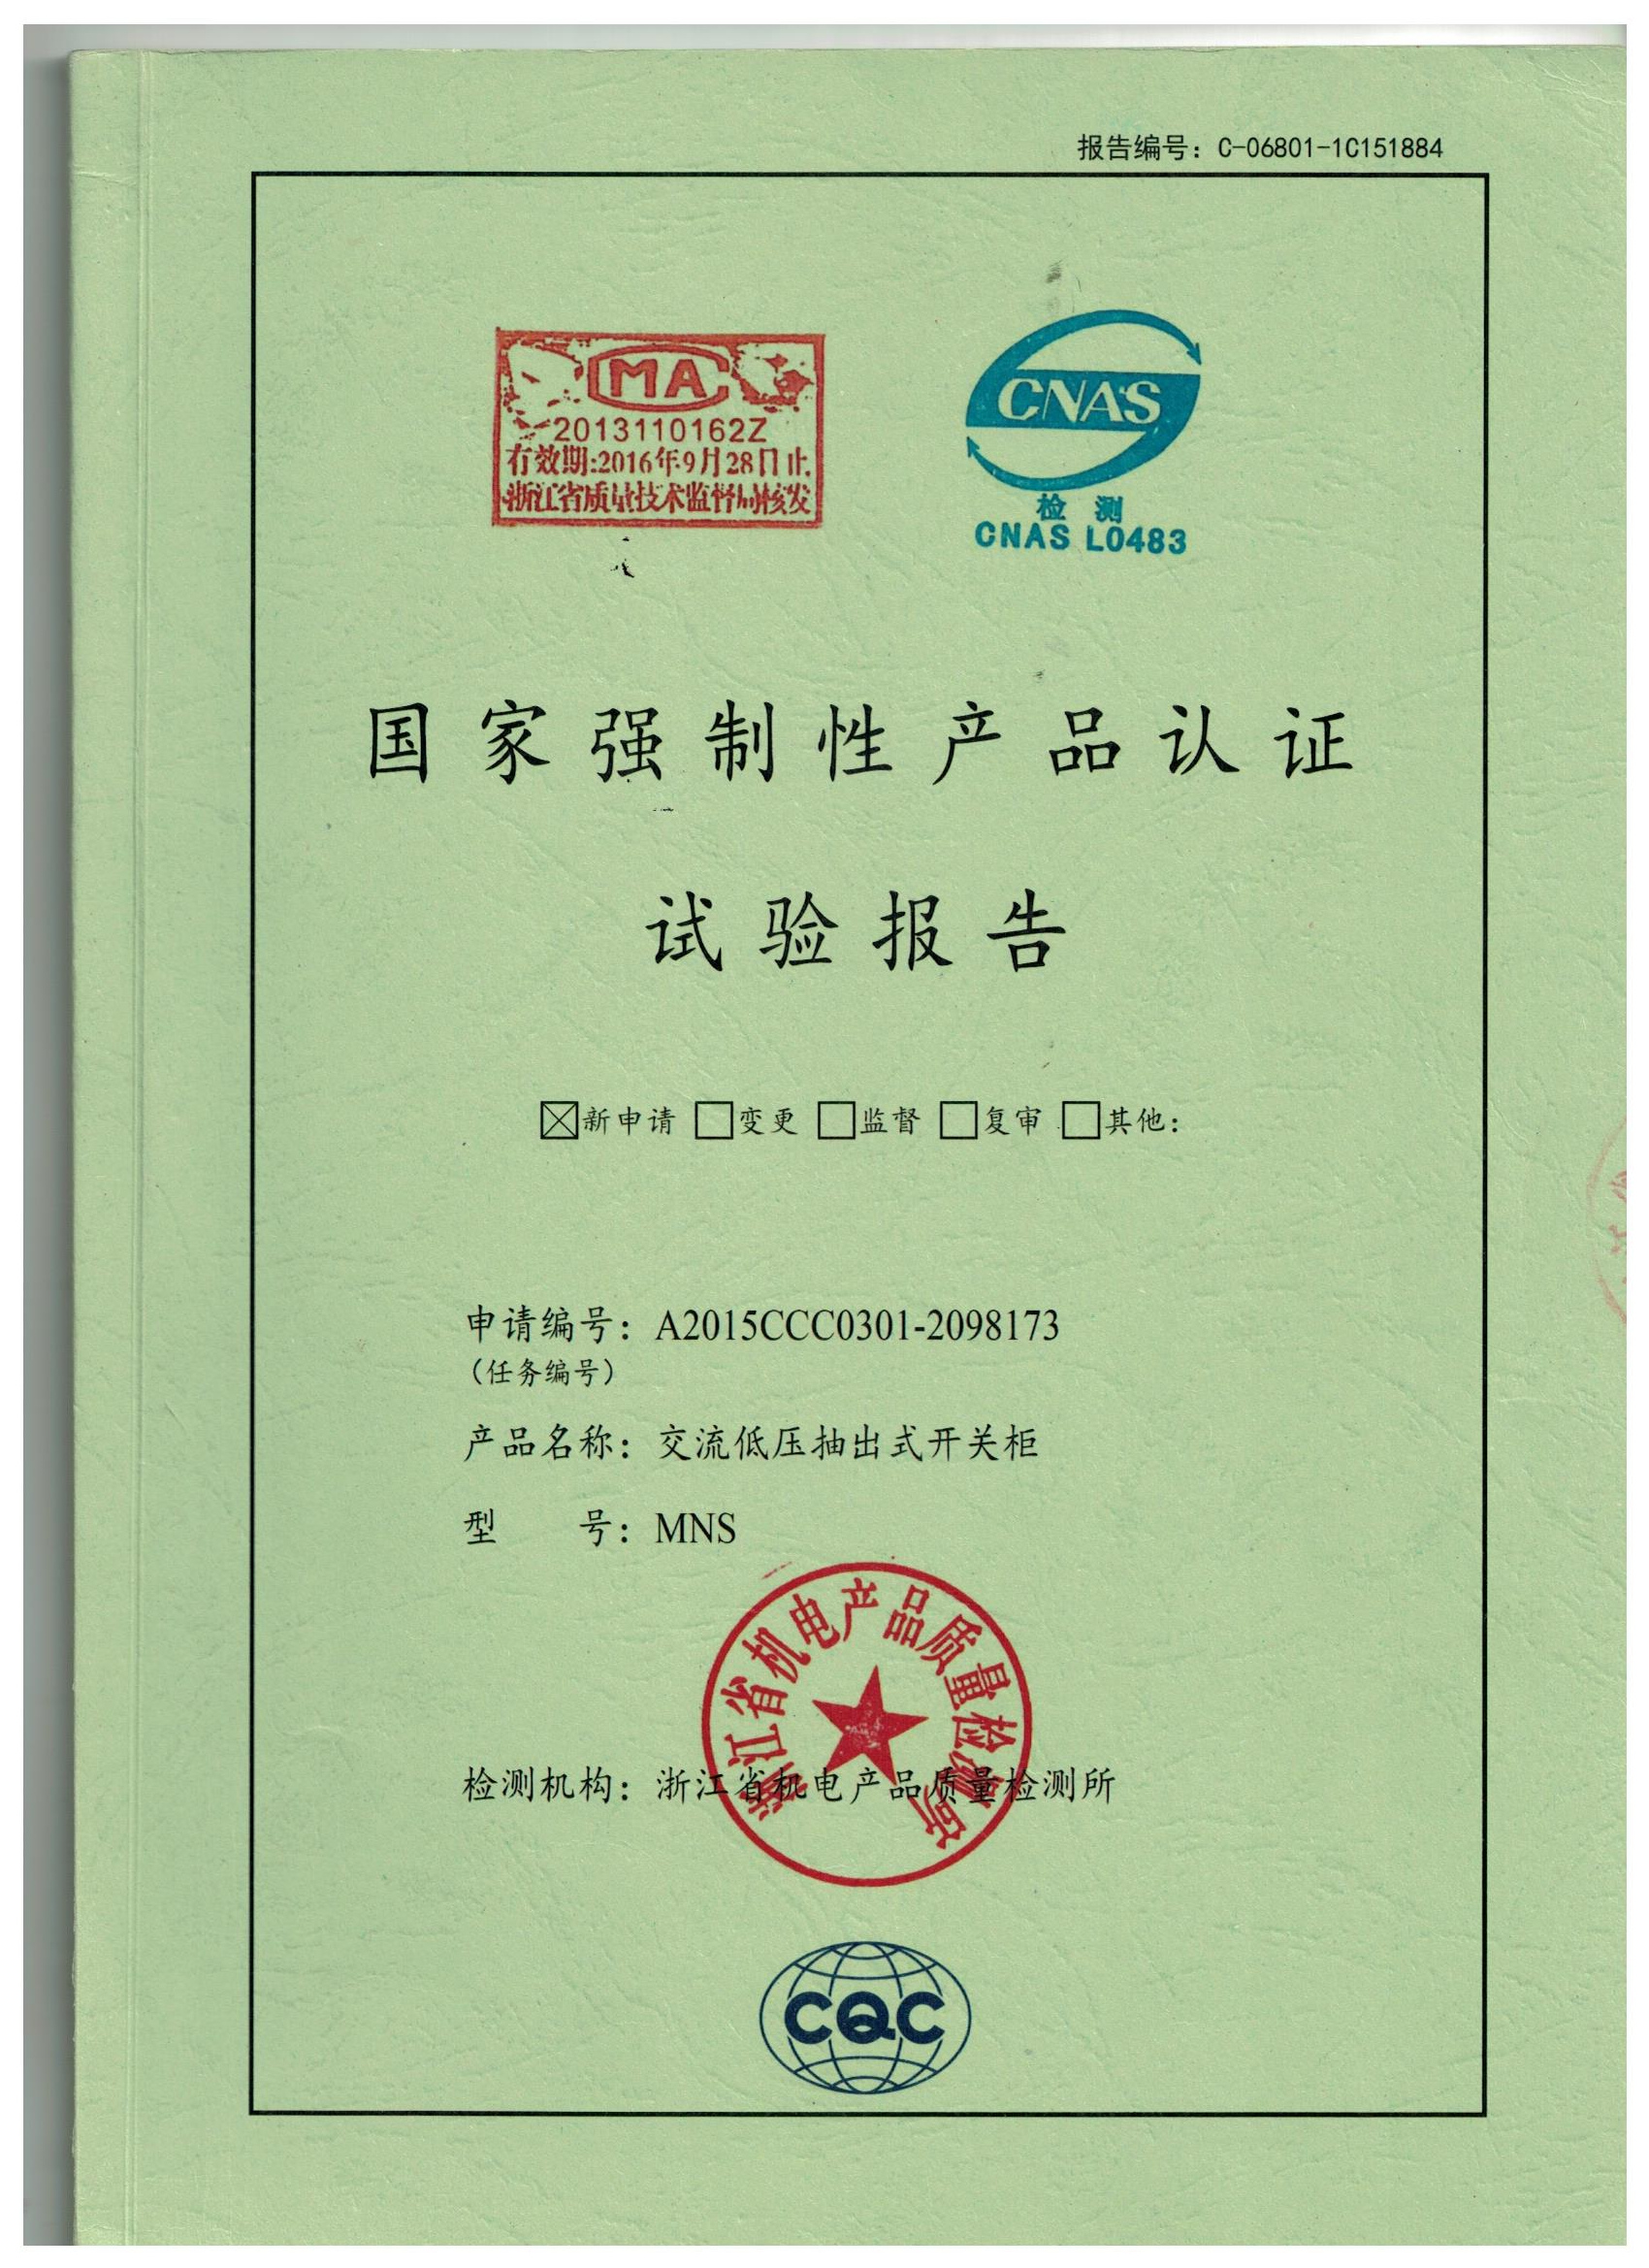 报告编号：C-06801-1C151884
MA
2013110162Z
有效期:2016年9月28日止
浙江省质量技术监督局核发
CNAS
检 测
CNAS L0483
国家强制性产品认证
试验报告
☒新申请 □变更 □监督 □复审 □其他：
申请编号：A2015CCC0301-2098173
（任务编号）
产品名称：交流低压抽出式开关柜
型　　号：MNS
浙江省机电产品质量检测所
检测机构：浙江省机电产品质量检测所
CQC